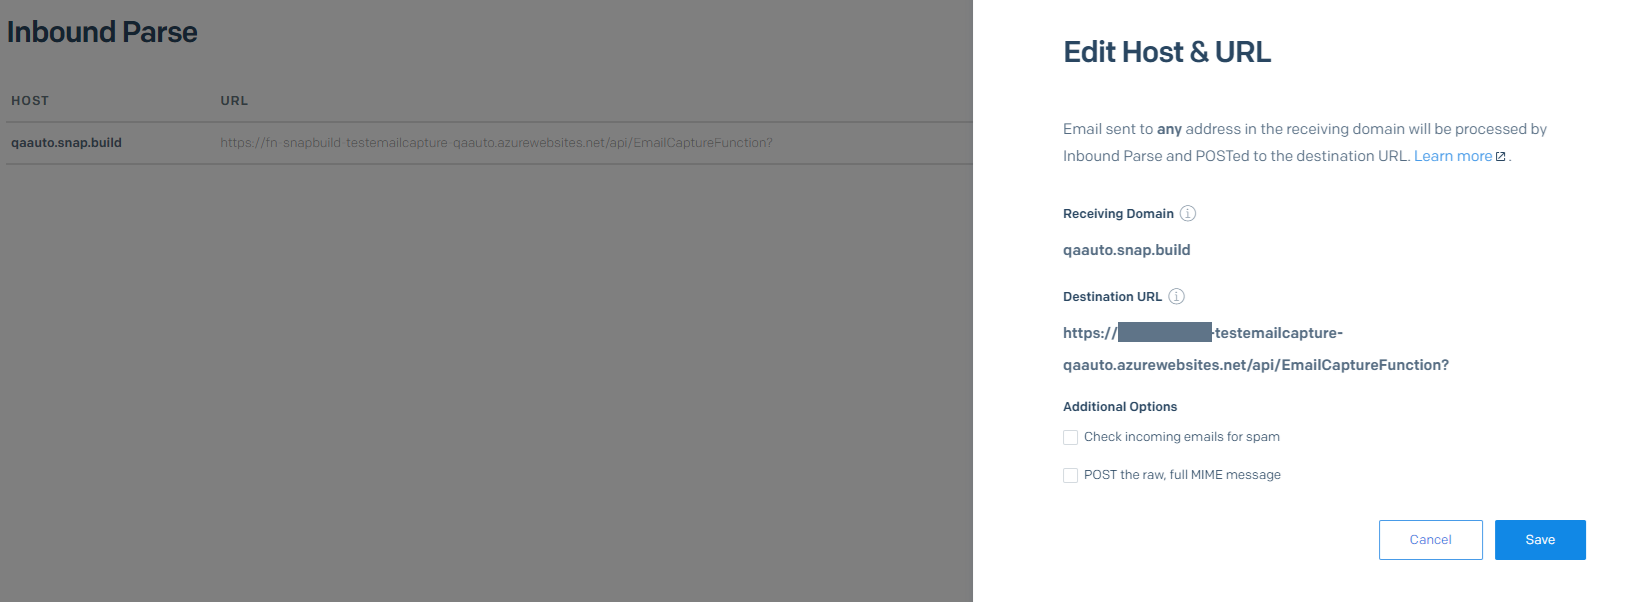 Inbound Parse
HOST URL
qaauto.snap.build https://fn-snapbuild-testemailcapture-qaauto.azurewebsites.net/api/EmailCaptureFunction?
Edit Host & URL
Email sent to any address in the receiving domain will be processed by
Inbound Parse and POSTed to the destination URL. Learn more .
Receiving Domain
qaauto.snap.build
Destination URL
https:// -testemailcapture-
qaauto.azurewebsites.net/api/EmailCaptureFunction?
Additional Options
Check incoming emails for spam
POST the raw, full MIME message
Cancel Save